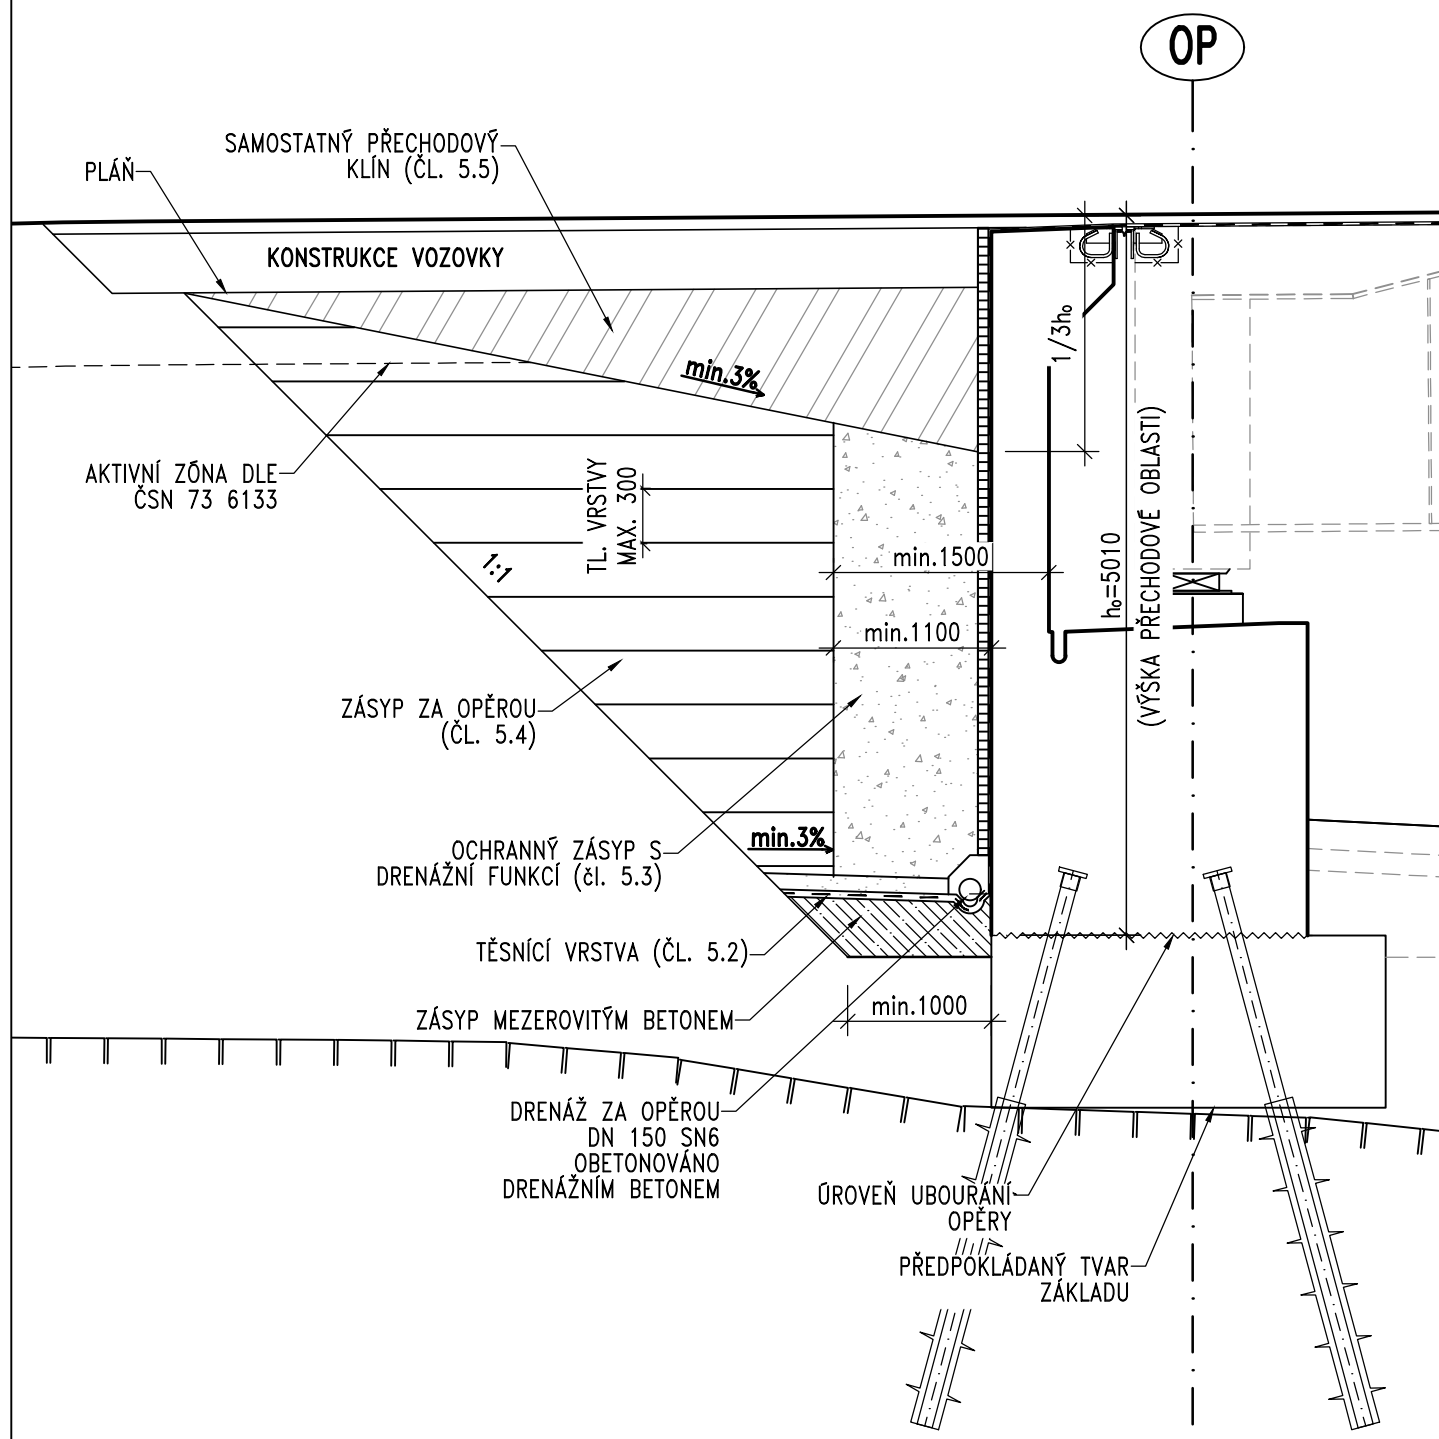 OP
SAMOSTATNÝ PŘECHODOVÝ
KLÍN (ČL. 5.5)
PLÁŇ
KONSTRUKCE VOZOVKY
1/3h₀
min.3%
AKTIVNÍ ZÓNA DLE
ČSN 73 6133
TL. VRSTVY
MAX. 300
1:1
min.1500
h₀=5010
(VÝŠKA PŘECHODOVÉ OBLASTI)
min.1100
ZÁSYP ZA OPĚROU
(ČL. 5.4)
min.3%
OCHRANNÝ ZÁSYP S
DRENÁŽNÍ FUNKCÍ (čl. 5.3)
TĚSNÍCÍ VRSTVA (ČL. 5.2)
min.1000
ZÁSYP MEZEROVITÝM BETONEM
DRENÁŽ ZA OPĚROU
DN 150 SN6
OBETONOVÁNO
DRENÁŽNÍM BETONEM
ÚROVEŇ UBOURÁNÍ
OPĚRY
PŘEDPOKLÁDANÝ TVAR
ZÁKLADU